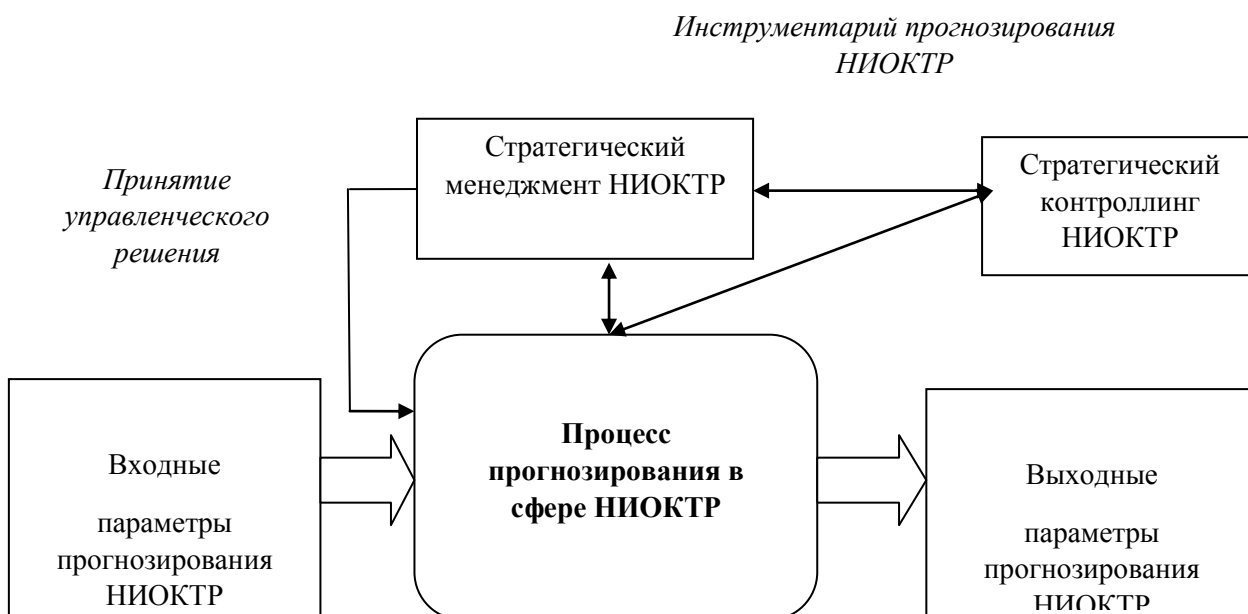 Инструментарий прогнозирования
НИОКТР
Стратегический
менеджмент НИОКТР
Стратегический
контроллинг
НИОКТР
Принятие
управленческого
решения
Процесс
прогнозирования в
сфере НИОКТР
Входные
параметры
прогнозирования
НИОКТР
Выходные
параметры
прогнозирования
НИОКТР